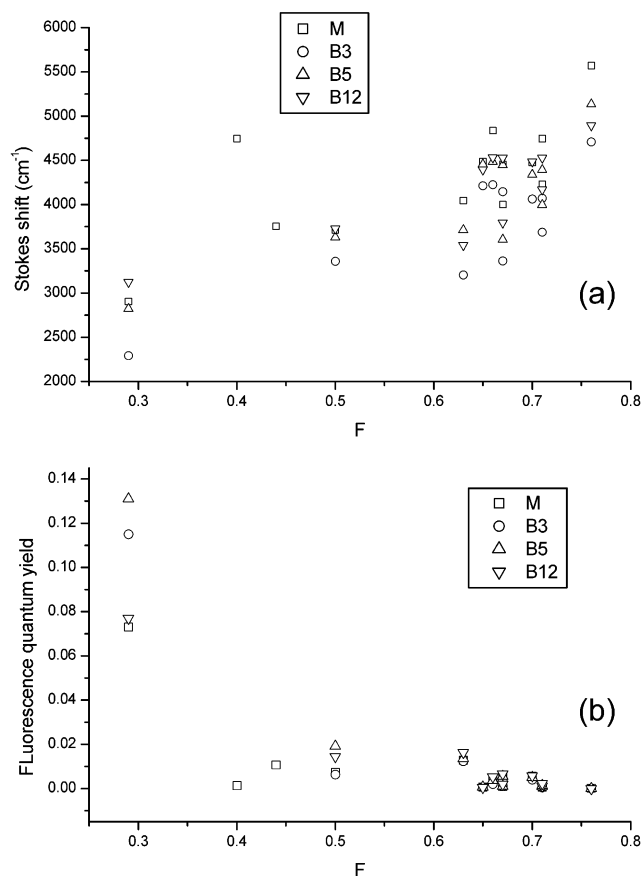 M
B3
B5
B12
6000
5500
5000
4500
4000
3500
3000
2500
2000
Stokes shift (cm-1)
(a)
0.3 0.4 0.5 0.6 0.7 0.8
F
0.14
0.12
0.10
0.08
0.06
0.04
0.02
0.00
FLuorescence quantum yield
M
B3
B5
B12
(b)
0.3 0.4 0.5 0.6 0.7 0.8
F